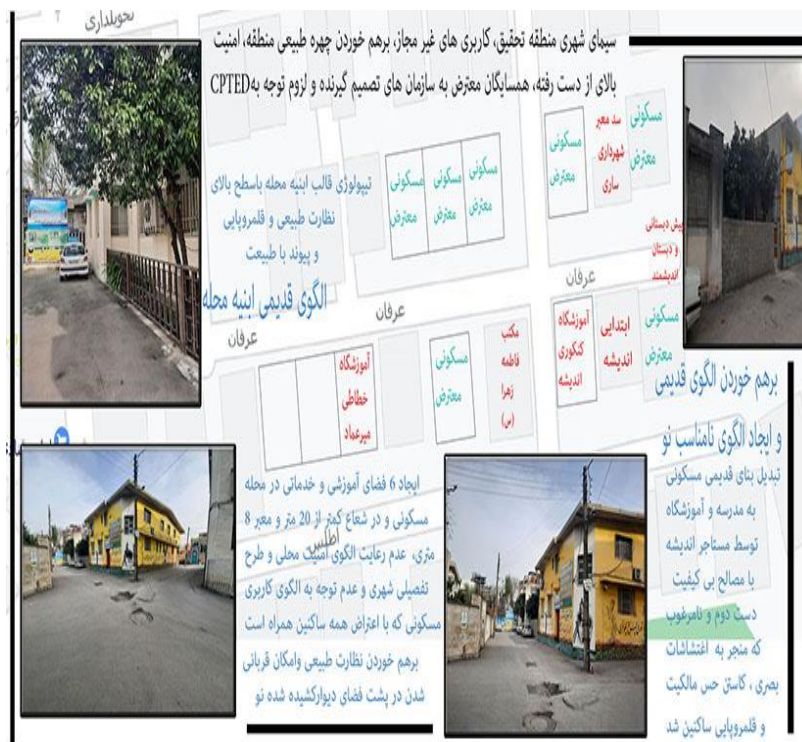 تحویلداری
سیمای شهری منطقه تحقیق، کاربری های غیر مجاز، برهم خوردن چهره طبیعی منطقه، امنیت
بالای از دست رفته، همسایگان معترض به سازمان های تصمیم گیرنده و لزوم توجه به CPTED
مسکونی
معترض
سد معبر
شهرداری
ساری
مسکونی
معترض
مسکونی
معترض
مسکونی
معترض
مسکونی
معترض
تیپولوژی قالب ابنیه محله باسطح بالای
نظارت طبیعی و قلمروپایی
و پیوند با طبیعت
الگوی قدیمی ابنیه محله
پیش دبستانی
و دبستان
اندیشمند
عرفان
عرفان
عرفان
مسکونی
معترض
ابتدایی
اندیشه
آموزشگاه
کنکوری
اندیشه
مکتب
فاطمه
زهرا
(س)
مسکونی
معترض
آموزشگاه
خطاطی
میرعماد
برهم خوردن الگوی قدیمی
و ایجاد الگوی نامناسب نو
تبدیل بنای قدیمی مسکونی
به مدرسه و آموزشگاه
توسط مستاجر اندیشه
با مصالح بی کیفیت
دست دوم و نامرغوب
که منجر به اغتشاشات
بصری ، کاستن حس مالکیت
و قلمروپایی ساکنین شد
ایجاد 6 فضای آموزشی و خدماتی در محله
مسکونی و در شعاع کمتر از 20 متر و معبر 8
متری، عدم رعایت الگوی امنیت محلی و طرح
تفصیلی شهری و عدم توجه به الگوی کاربری
مسکونی که با اعتراض همه ساکنین همراه است
برهم خوردن نظارت طبیعی وامکان قربانی
شدن در پشت فضای دیوارکشیده شده نو
اطلس